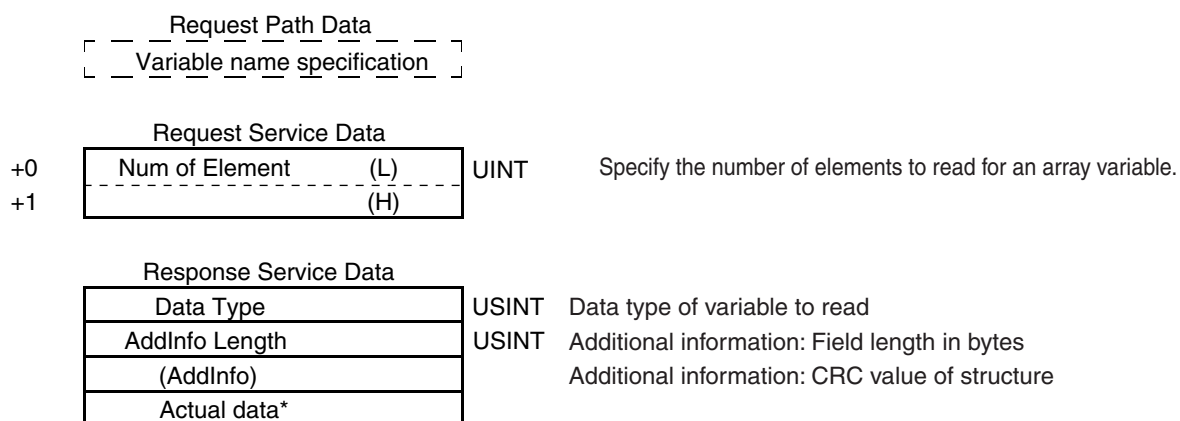 Request Path Data
Variable name specification
Request Service Data
+0 Num of Element (L) UINT Specify the number of elements to read for an array variable.
+1 (H)
Response Service Data
Data Type USINT Data type of variable to read
AddInfo Length USINT Additional information: Field length in bytes
(AddInfo) Additional information: CRC value of structure
Actual data*